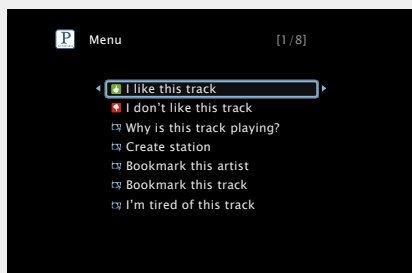 P
PANDORA
Menu
[1/8]
I like this track
I don't like this track
Why is this track playing?
Create station
Bookmark this artist
Bookmark this track
I'm tired of this track